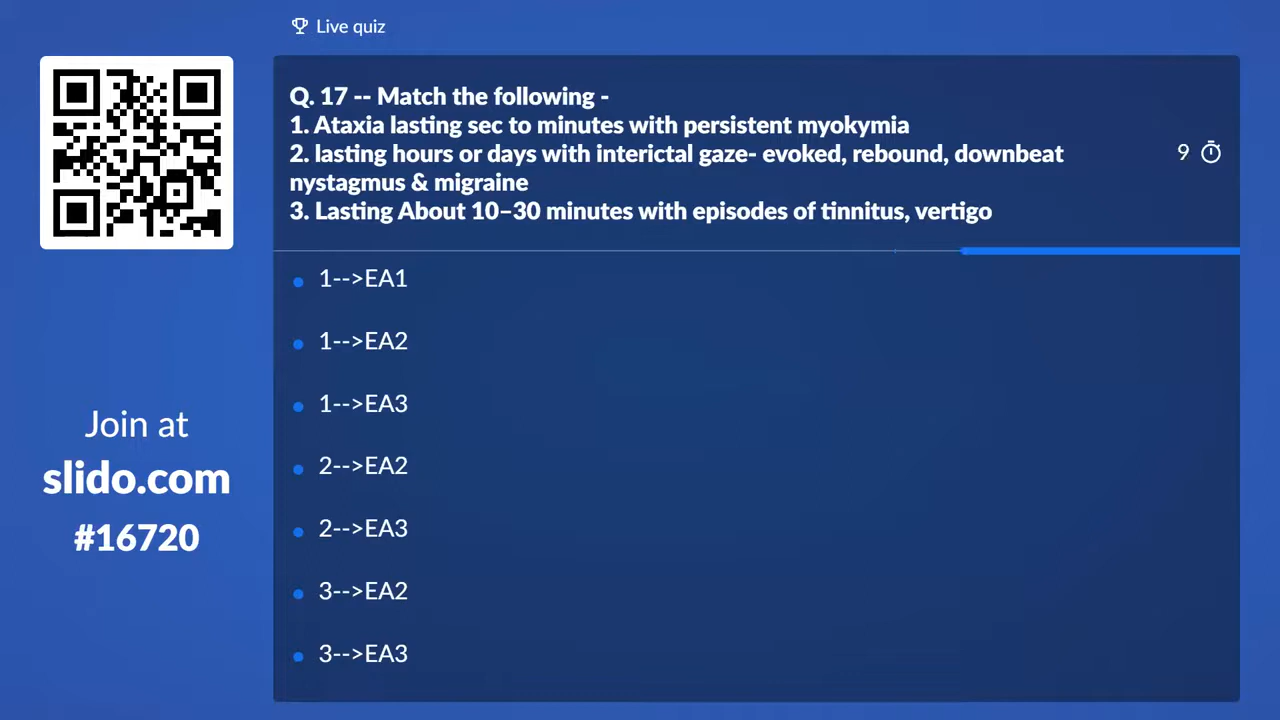 Live quiz
Q. 17 -- Match the following -
1. Ataxia lasting sec to minutes with persistent myokymia
2. lasting hours or days with interictal gaze- evoked, rebound, downbeat
nystagmus & migraine
3. Lasting About 10–30 minutes with episodes of tinnitus, vertigo
9
1-->EA1
1-->EA2
1-->EA3
2-->EA2
2-->EA3
3-->EA2
3-->EA3
Join at
slido.com
#16720